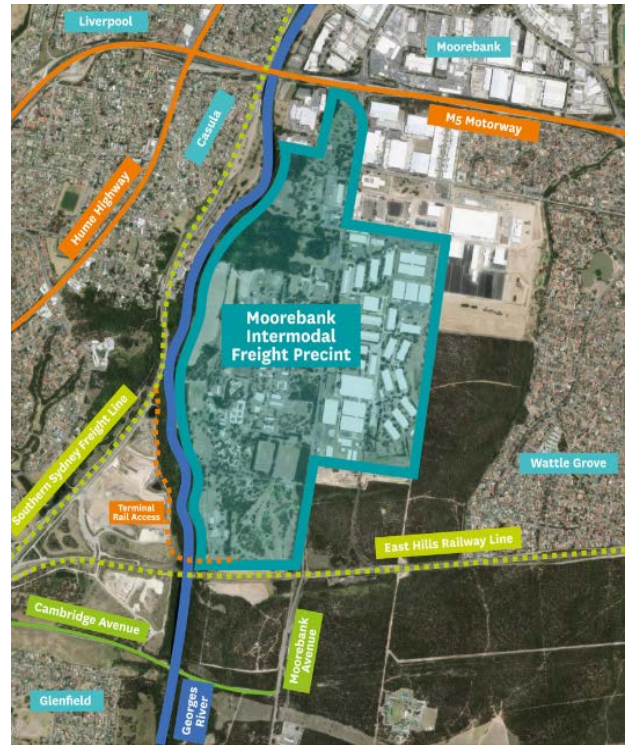 Liverpool
Moorebank
Casula
M5 Motorway
Hume Highway
Moorebank
Intermodal
Freight Precint
Southern Sydney Freight Line
Wattle Grove
Terminal
Rail Access
East Hills Railway Line
Cambridge Avenue
Moorebank
Avenue
Glenfield
Georges
River